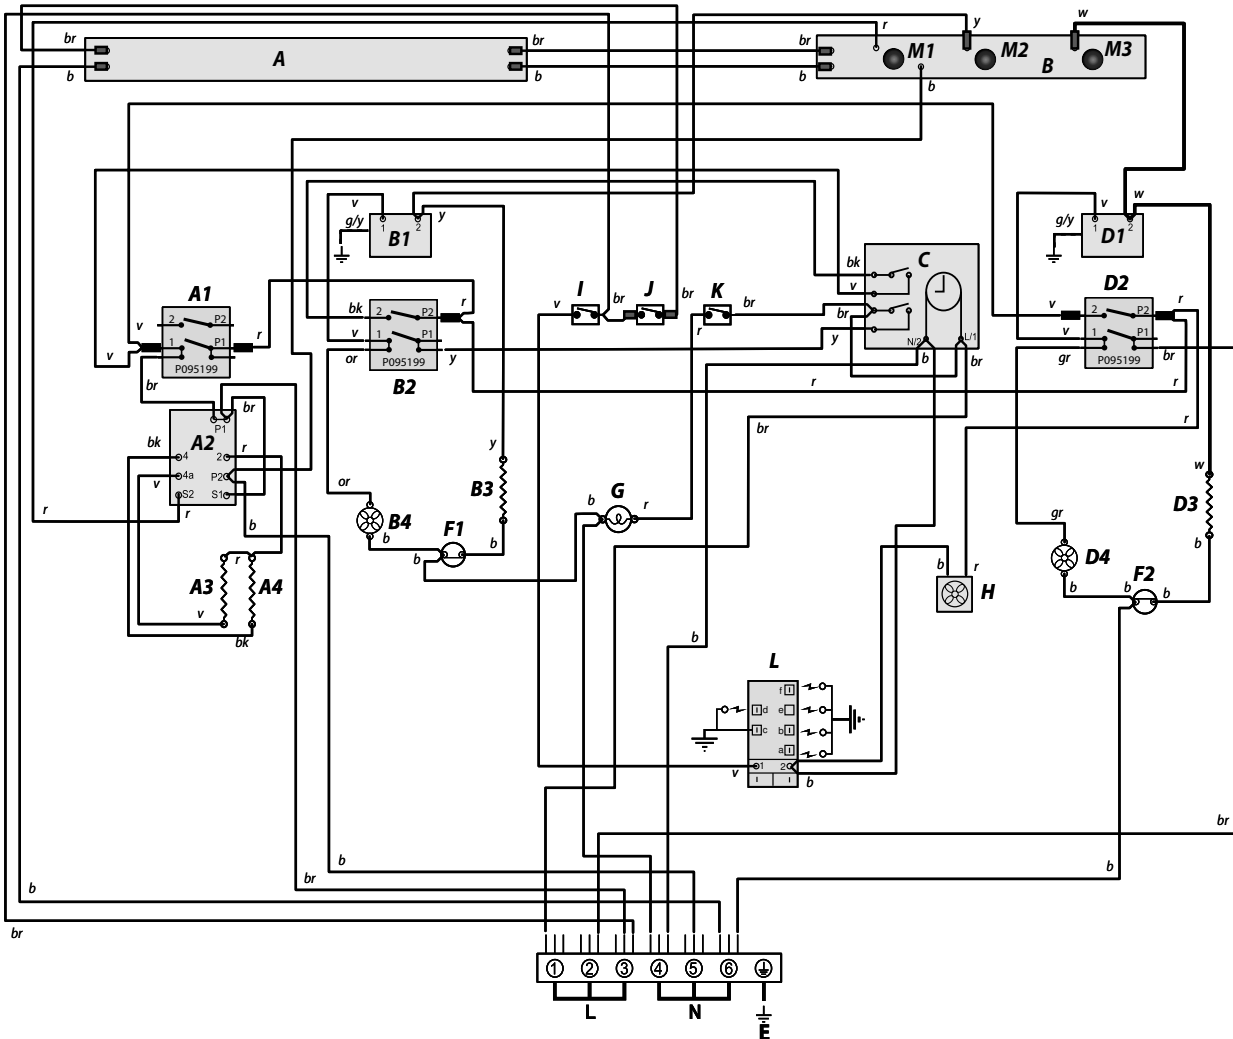 w
r
y
br
A
br
br
M1
M2
M3
b
b
b
B
b
v
y
g/y
1
2
B1
w
v
g/y
1
2
D1
bk
C
v
br
y
N/2
L/1
b
br
A1
2
P2
v
1
P1
r
v
P095199
br
bk
2
P2
r
v
1
P1
or
y
P095199
B2
I
v
br
J
br
K
br
r
D2
v
2
P2
r
v
1
P1
gr
br
P095199
r
r
r
br
br
P1
A2
bk
4
2
r
4a
P2
v
S2
S1
r
r
b
y
B3
or
B4
b
F1
b
b
b
G
r
w
D3
gr
b
D4
b
b
F2
b
b
r
H
r
A3
A4
v
bk
b
L
f
d
e
c
b
a
1
2
v
b
br
b
b
br
b
br
1
2
3
4
5
6
L
N
E